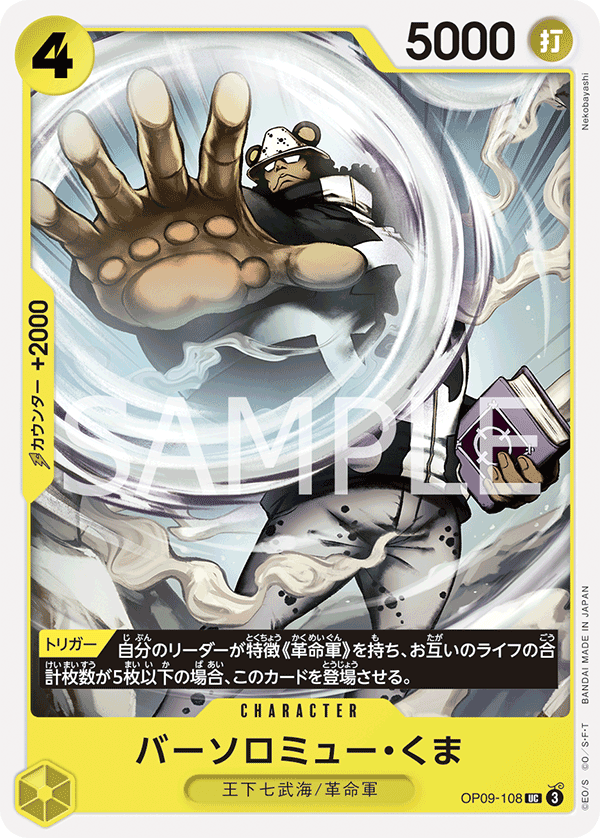 4
5000
打
Nekobayashi
カウンター +2000
SAMPLE
トリガー 自分のリーダーが特徴《革命軍》を持ち、お互いのライフの合
計枚数が5枚以下の場合、このカードを登場させる。
CHARACTER
バーソロミュー・くま
王下七武海/革命軍
OP09-108 UC 3
©E.O/S ©O/S・F・T BANDAI MADE IN JAPAN